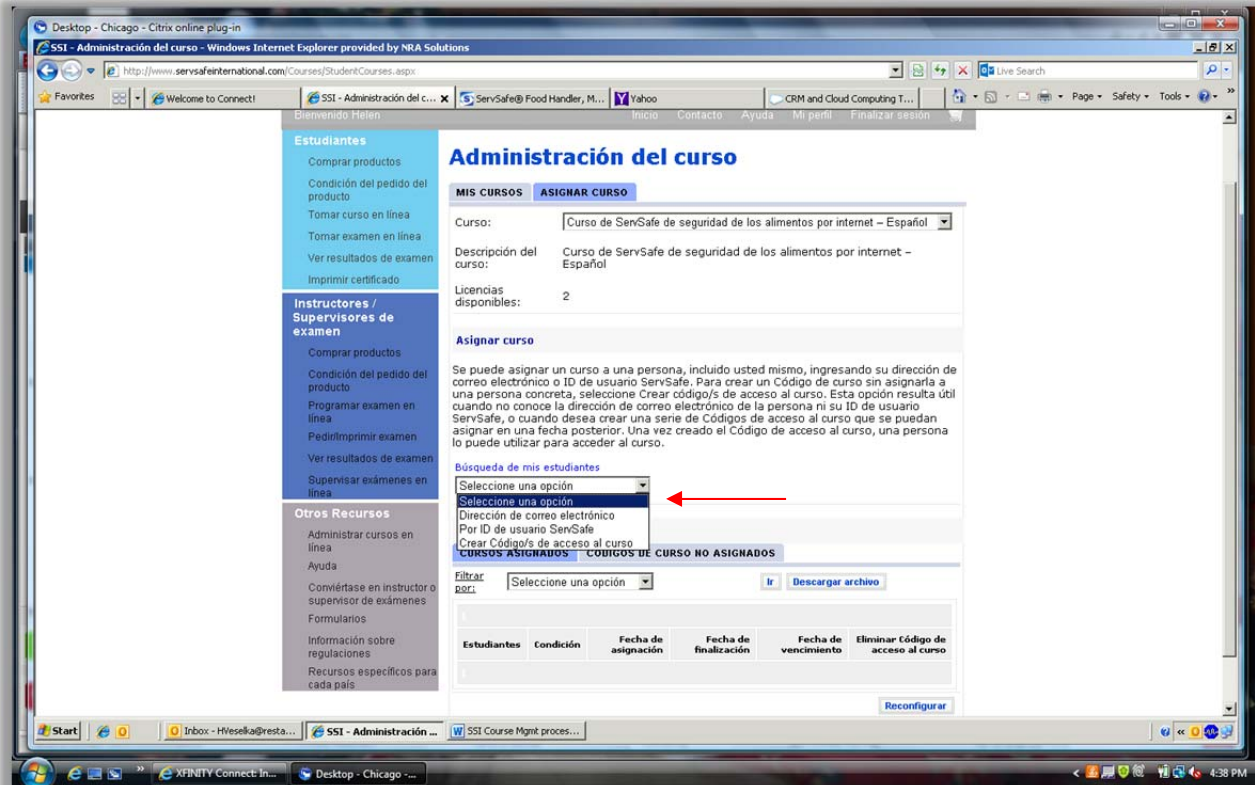 Desktop - Chicago - Citrix online plug-in
SSI - Administración del curso - Windows Internet Explorer provided by NRA Solutions
http://www.servsafeinternational.com/Courses/StudentCourses.aspx
Live Search
Favorites
Welcome to Connect!
SSI - Administración del c...
ServSafe® Food Handler, M...
Yahoo
CRM and Cloud Computing T...
Page
Safety
Tools
Bienvenido Helen
Inicio
Contacto
Ayuda
Mi perfil
Finalizar sesión
Estudiantes
Comprar productos
Condición del pedido del
producto
Tomar curso en línea
Tomar examen en línea
Ver resultados de examen
Imprimir certificado
Instructores /
Supervisores de
examen
Comprar productos
Condición del pedido del
producto
Programar examen en
línea
Pedir/Imprimir examen
Ver resultados de examen
Supervisar exámenes en
línea
Otros Recursos
Administrar cursos en
línea
Ayuda
Conviértase en instructor o
supervisor de exámenes
Formularios
Información sobre
regulaciones
Recursos específicos para
cada país
Administración del curso
MIS CURSOS
ASIGNAR CURSO
Curso:
Curso de ServSafe de seguridad de los alimentos por internet – Español
Descripción del
curso:
Curso de ServSafe de seguridad de los alimentos por internet –
Español
Licencias
disponibles:
2
Asignar curso
Se puede asignar un curso a una persona, incluido usted mismo, ingresando su dirección de
correo electrónico o ID de usuario ServSafe. Para crear un Código de curso sin asignarla a
una persona concreta, seleccione Crear código/s de acceso al curso. Esta opción resulta útil
cuando no conoce la dirección de correo electrónico de la persona ni su ID de usuario
ServSafe, o cuando desea crear una serie de Códigos de acceso al curso que se puedan
asignar en una fecha posterior. Una vez creado el Código de acceso al curso, una persona
lo puede utilizar para acceder al curso.
Búsqueda de mis estudiantes
Seleccione una opción
Seleccione una opción
Dirección de correo electrónico
Por ID de usuario ServSafe
Crear Código/s de acceso al curso
CURSOS ASIGNADOS
CÓDIGOS DE CURSO NO ASIGNADOS
Filtrar
por:
Seleccione una opción
Ir
Descargar archivo
Estudiantes
Condición
Fecha de
asignación
Fecha de
finalización
Fecha de
vencimiento
Eliminar Código de
acceso al curso
Reconfigurar
Start
Inbox - HVeselka@resta...
SSI - Administración ...
SSI Course Mgmt proces...
XFINITY Connect: In...
Desktop - Chicago -...
4:38 PM